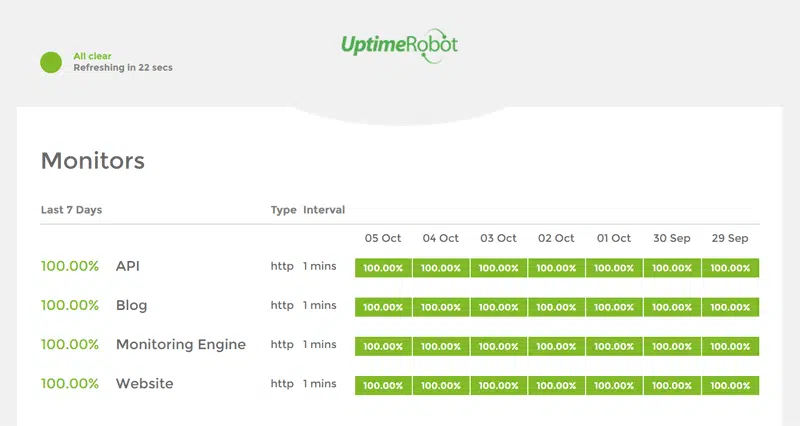 UptimeRobot
All clear
Refreshing in 22 secs
Monitors
Last 7 Days Type Interval
05 Oct 04 Oct 03 Oct 02 Oct 01 Oct 30 Sep 29 Sep
100.00% API http 1 mins 100.00% 100.00% 100.00% 100.00% 100.00% 100.00% 100.00%
100.00% Blog http 1 mins 100.00% 100.00% 100.00% 100.00% 100.00% 100.00% 100.00%
100.00% Monitoring Engine http 1 mins 100.00% 100.00% 100.00% 100.00% 100.00% 100.00% 100.00%
100.00% Website http 1 mins 100.00% 100.00% 100.00% 100.00% 100.00% 100.00% 100.00%